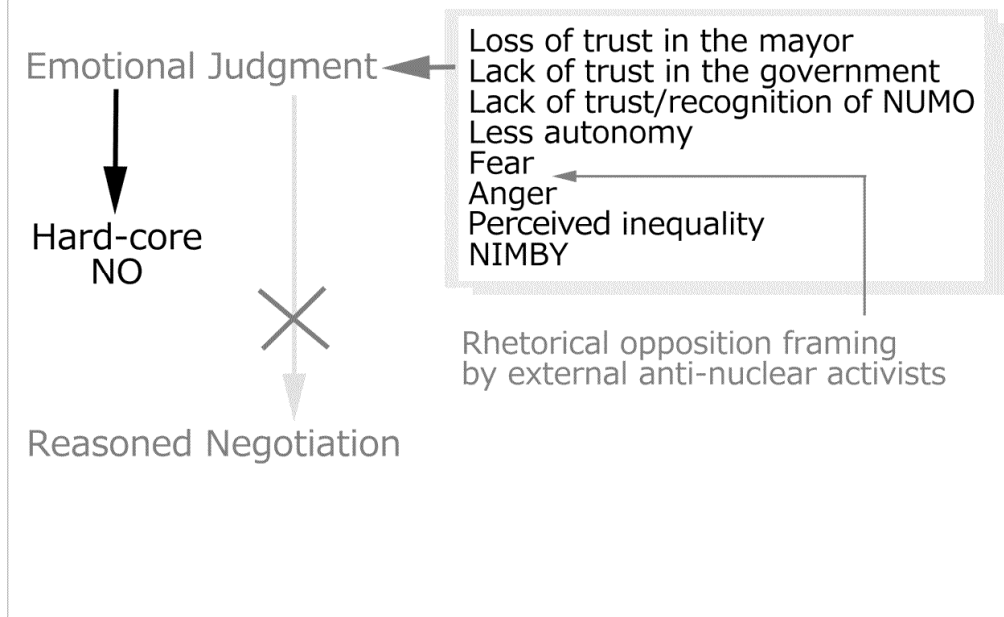 Emotional Judgment
Loss of trust in the mayor
Lack of trust in the government
Lack of trust/recognition of NUMO
Less autonomy
Fear
Anger
Perceived inequality
NIMBY
Hard-core
NO
Rhetorical opposition framing
by external anti-nuclear activists
Reasoned Negotiation